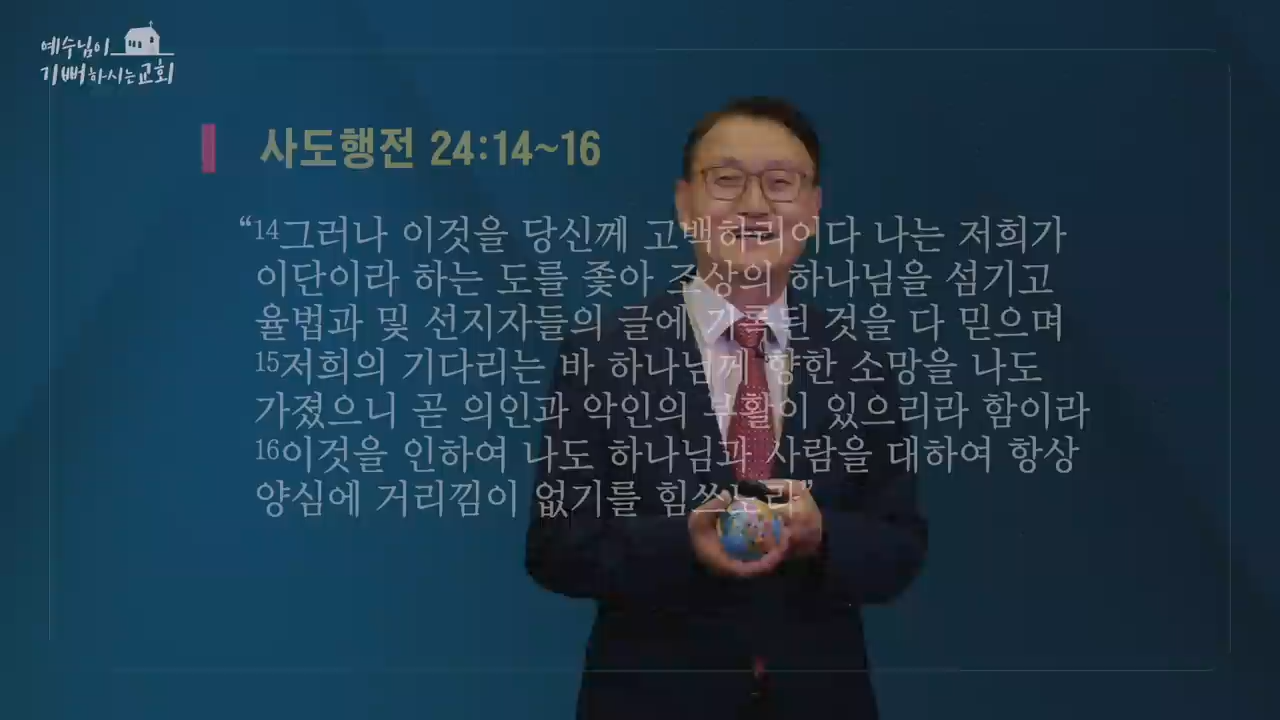 예수님이
기뻐하시는교회
사도행전 24:14~16
“14그러나 이것을 당신께 고백하리이다 나는 저희가
이단이라 하는 도를 좇아 조상의 하나님을 섬기고
율법과 및 선지자들의 글에 기록된 것을 다 믿으며
15저희의 기다리는 바 하나님께 향한 소망을 나도
가졌으니 곧 의인과 악인의 부활이 있으리라 함이라
16이것을 인하여 나도 하나님과 사람을 대하여 항상
양심에 거리낌이 없기를 힘쓰노라”